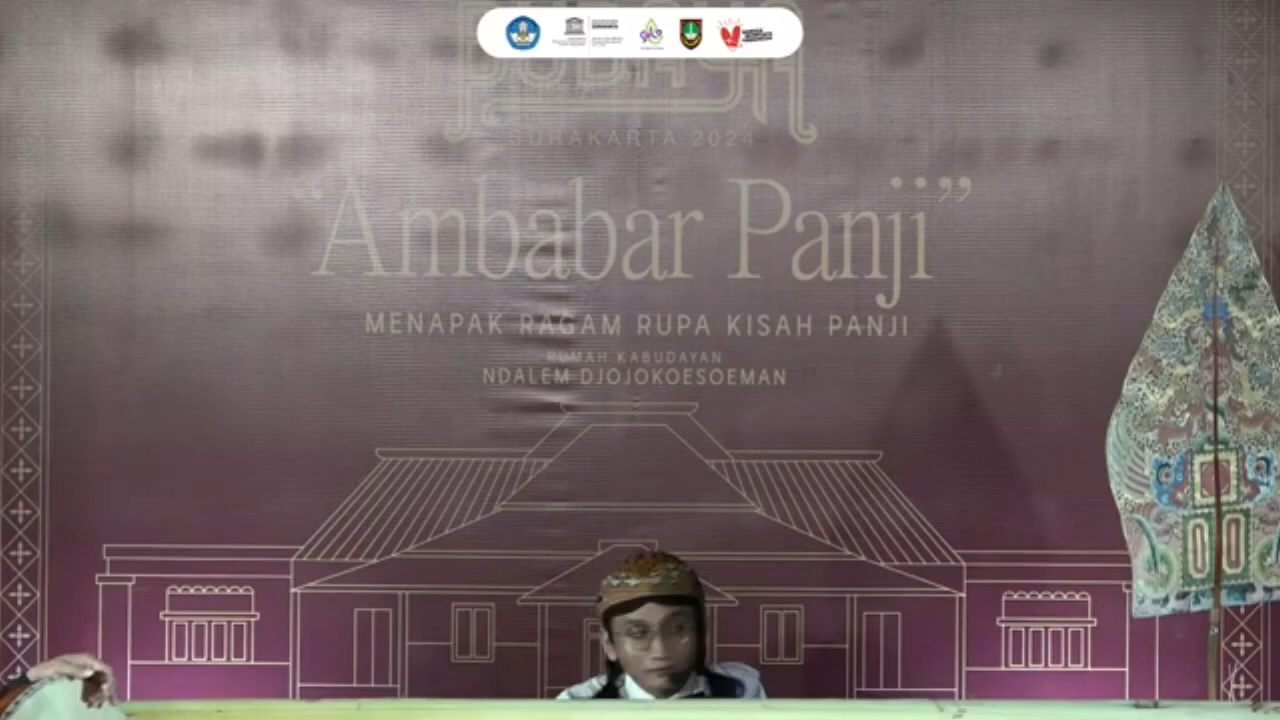 SURAKARTA 2024
“Ambabar Panji”
MENAPAK RAGAM RUPA KISAH PANJI
RUMAH KABUDAYAN
NDALEM DJOJOKOESOEMAN